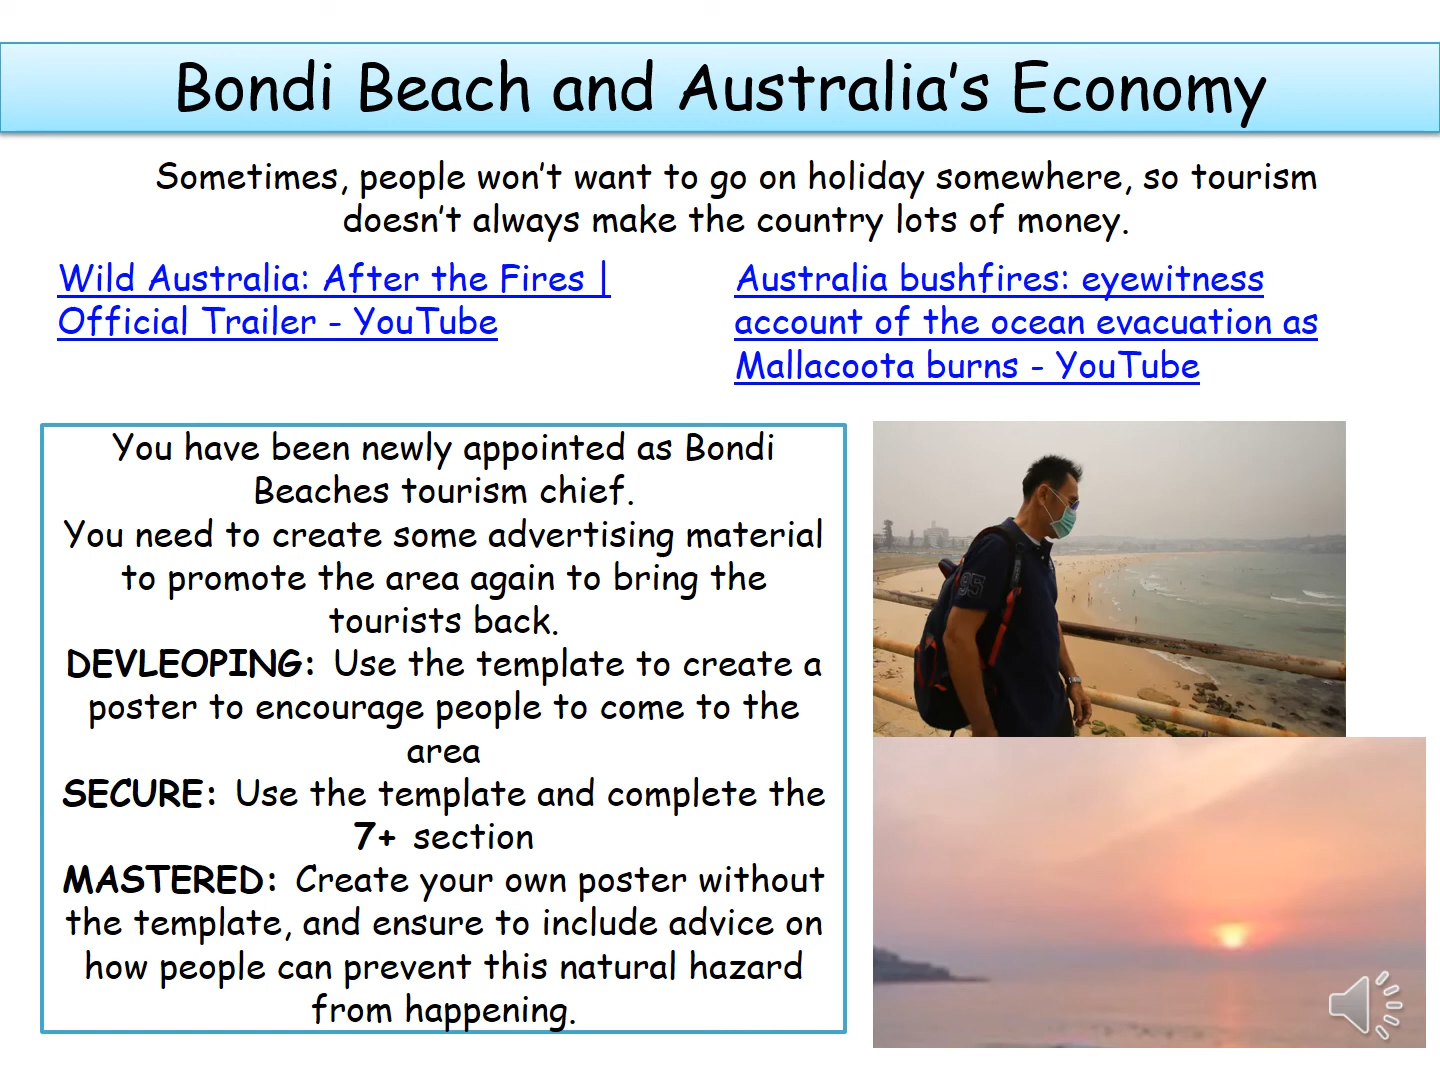 Bondi Beach and Australia's Economy
Sometimes, people won't want to go on holiday somewhere, so tourism
doesn't always make the country lots of money.
Wild Australia: After the Fires |
Official Trailer - YouTube
Australia bushfires: eyewitness
account of the ocean evacuation as
Mallacoota burns - YouTube
You have been newly appointed as Bondi
Beaches tourism chief.
You need to create some advertising material
to promote the area again to bring the
tourists back.
DEVLEOPING: Use the template to create a
poster to encourage people to come to the
area
SECURE: Use the template and complete the
7+ section
MASTERED: Create your own poster without
the template, and ensure to include advice on
how people can prevent this natural hazard
from happening.
95